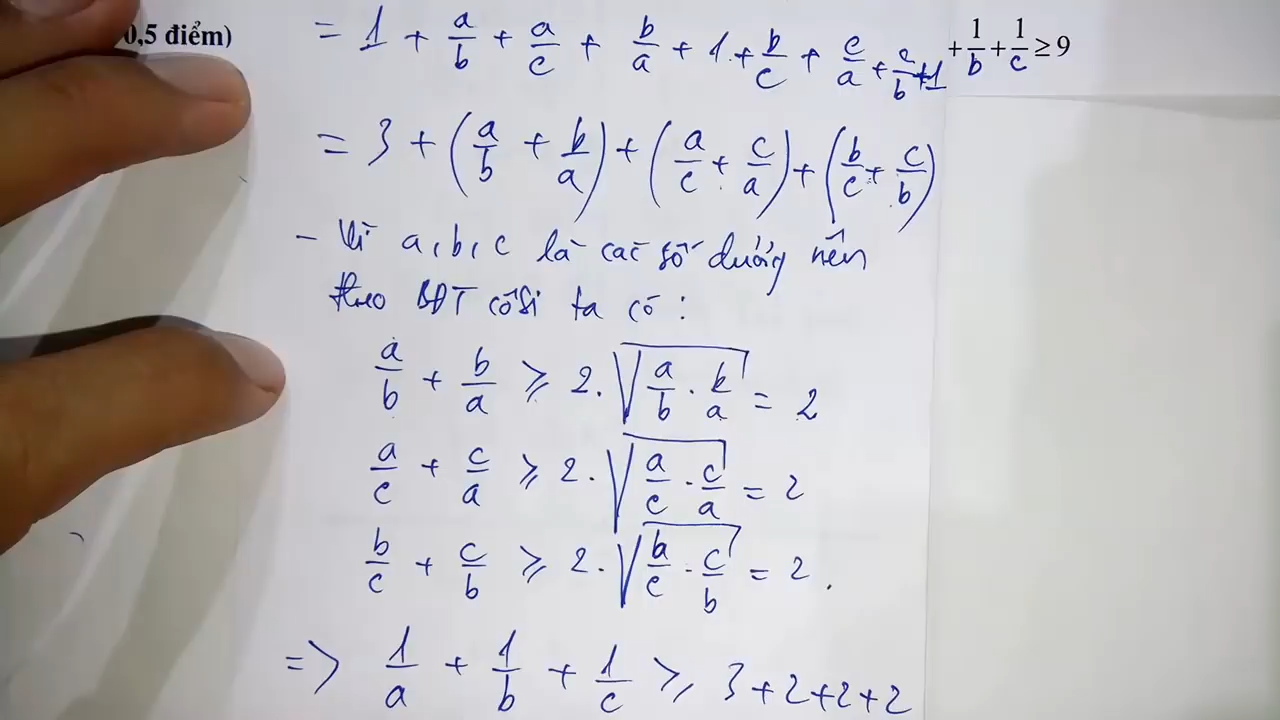 0,5 điểm)
+ 1/b + 1/c ≥ 9
= 1 + a/b + a/c + b/a + 1 + b/c + c/a + c/b + 1
= 3 + (a/b + b/a) + (a/c + c/a) + (b/c + c/b)
- Vì a, b, c là các số dương nên
theo BĐT côsi ta có :
a/b + b/a ≥ 2. √(a/b . b/a) = 2
a/c + c/a ≥ 2. √(a/c . c/a) = 2
b/c + c/b ≥ 2. √(b/c . c/b) = 2 .
=> 1/a + 1/b + 1/c ≥ 3+2+2+2